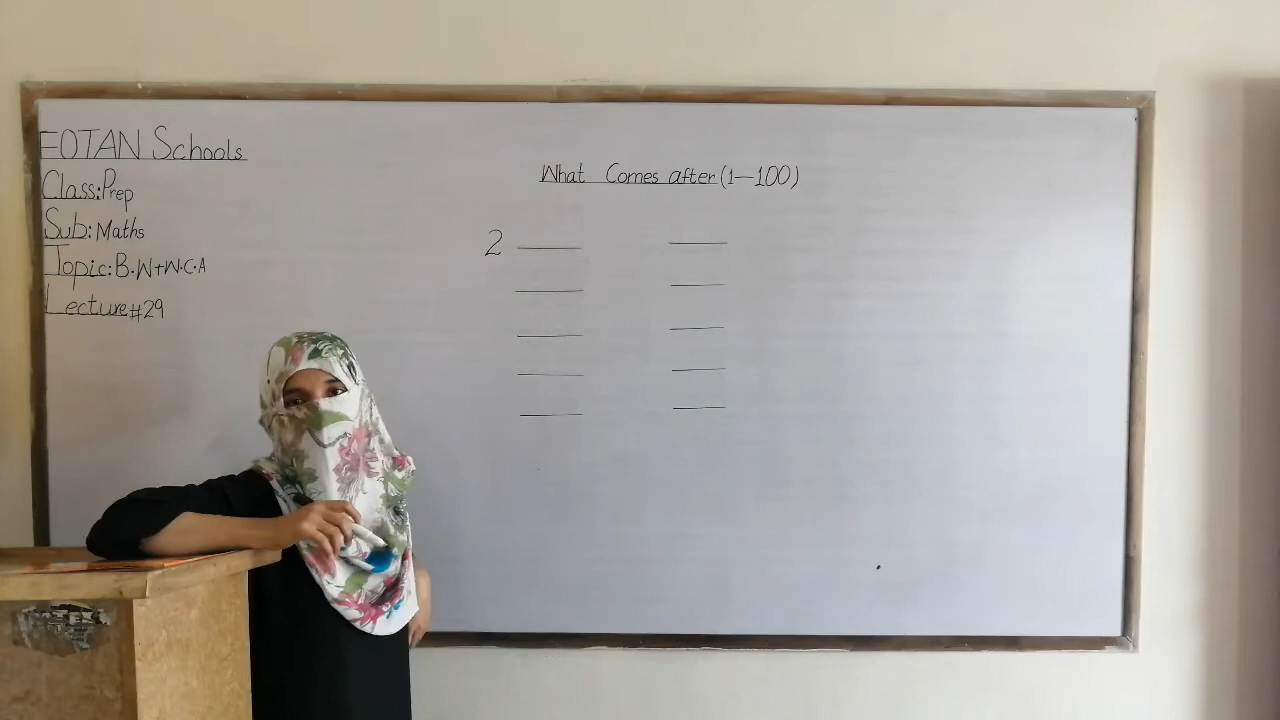 FOTAN Schools
Class:Prep
Sub:Maths
Topic:B.W+W.C.A
Lecture#29
What Comes after(1—100)
2